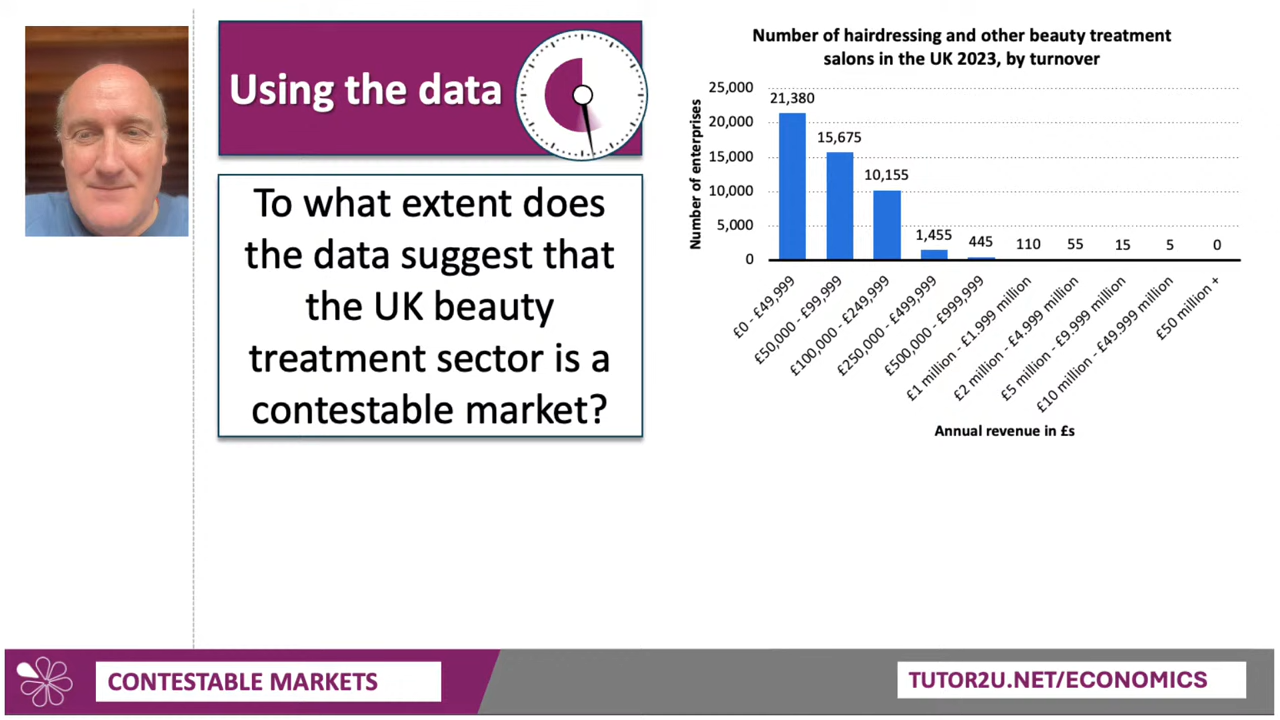 Using the data
To what extent does
the data suggest that
the UK beauty
treatment sector is a
contestable market?
Number of hairdressing and other beauty treatment
salons in the UK 2023, by turnover
Number of enterprises
25,000
20,000
15,000
10,000
5,000
0
21,380
15,675
10,155
1,455
445
110
55
15
5
0
£0 - £49,999
£50,000 - £99,999
£100,000 - £249,999
£250,000 - £499,999
£500,000 - £999,999
£1 million - £1.999 million
£2 million - £4.999 million
£5 million - £9.999 million
£10 million - £49.999 million
£50 million +
Annual revenue in £s
CONTESTABLE MARKETS
TUTOR2U.NET/ECONOMICS